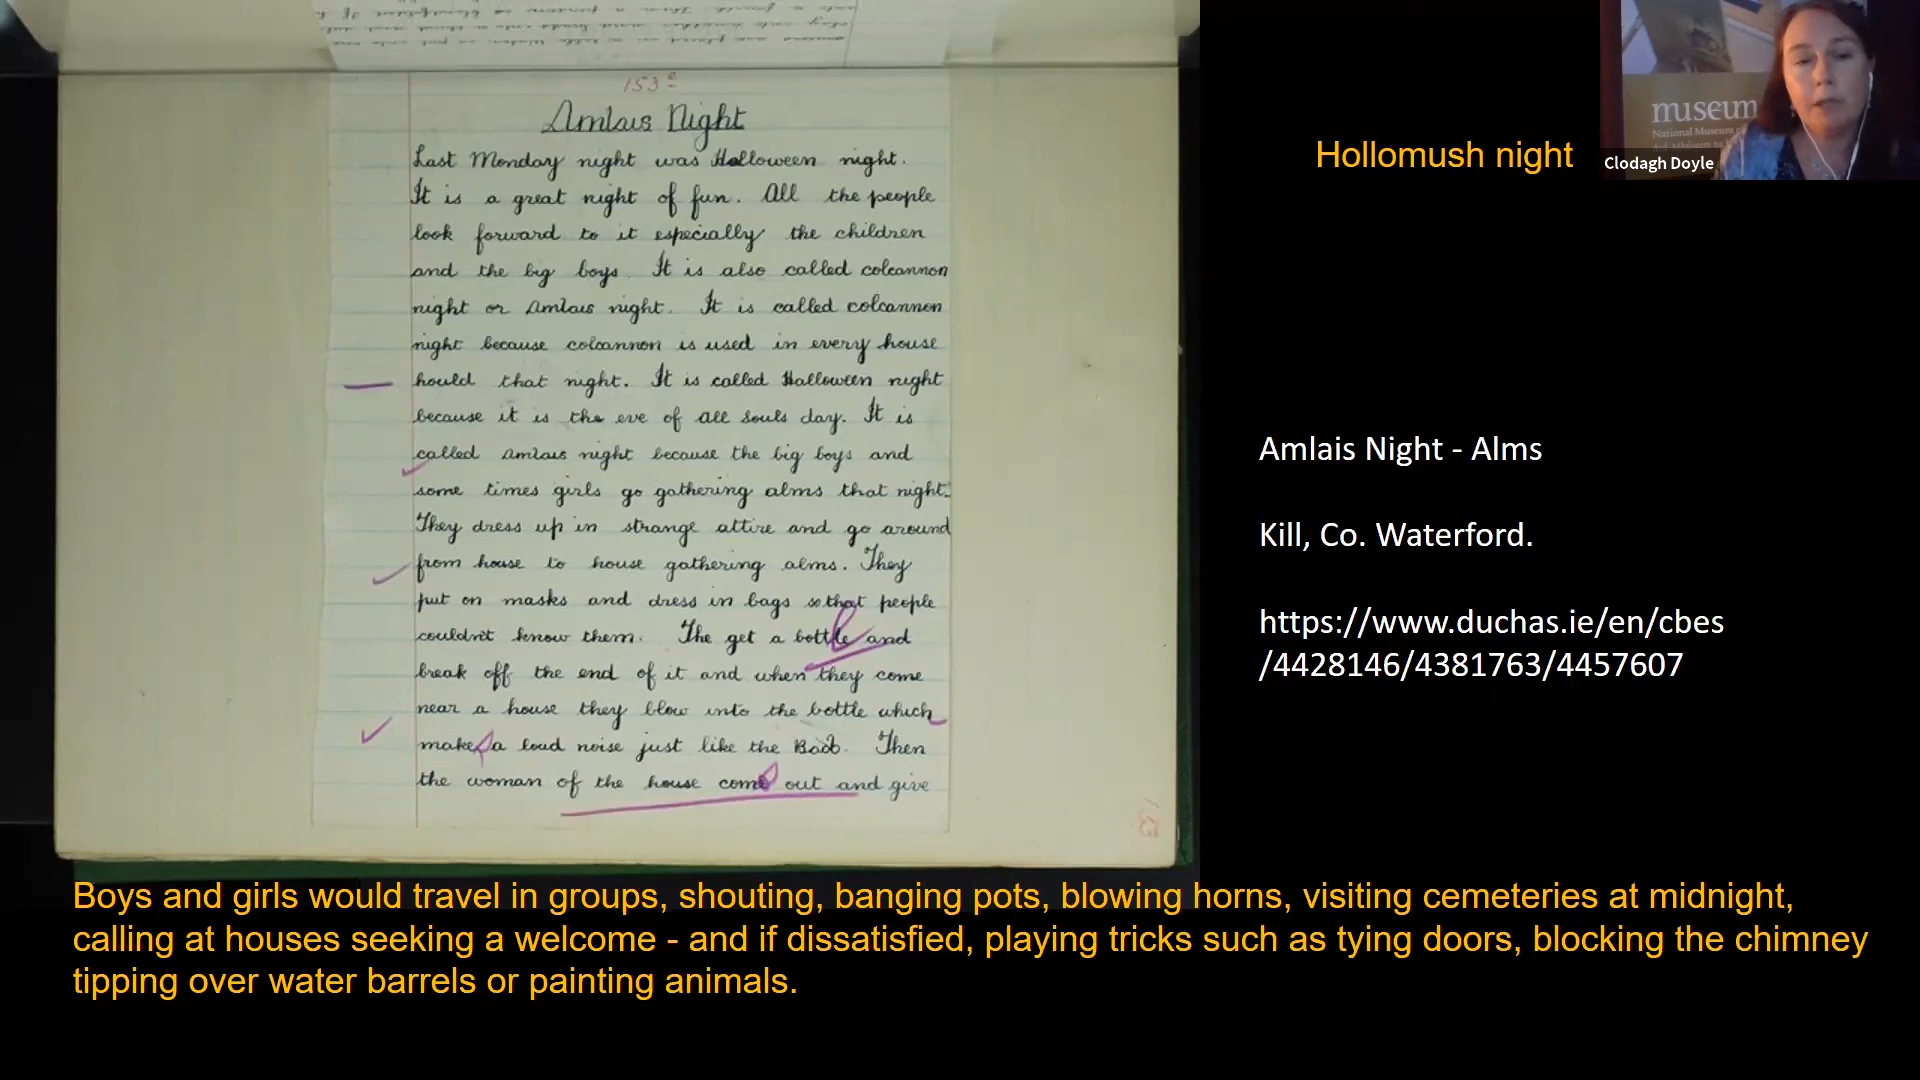 153e
Amlais Night
Last Monday night was Halloween night.
It is a great night of fun. All the people
look forward to it especially the children
and the big boys. It is also called colcannon
night or Amlais night. It is called colcannon
night because colcannon is used in every house
hould that night. It is called Halloween night
because it is the eve of all souls day. It is
called Amlais night because the big boys and
some times girls go gathering alms that night.
They dress up in strange attire and go around
from house to house gathering alms. They
put on masks and dress in bags so that people
couldn't know them. The get a bottle and
break off the end of it and when they come
near a house they blow into the bottle which
make a loud noise just like the Badb. Then
the woman of the house come out and give
153
Hollomush night
museum
National Museum
Clodagh Doyle
Amlais Night - Alms
Kill, Co. Waterford.
https://www.duchas.ie/en/cbes
/4428146/4381763/4457607
Boys and girls would travel in groups, shouting, banging pots, blowing horns, visiting cemeteries at midnight,
calling at houses seeking a welcome - and if dissatisfied, playing tricks such as tying doors, blocking the chimney
tipping over water barrels or painting animals.